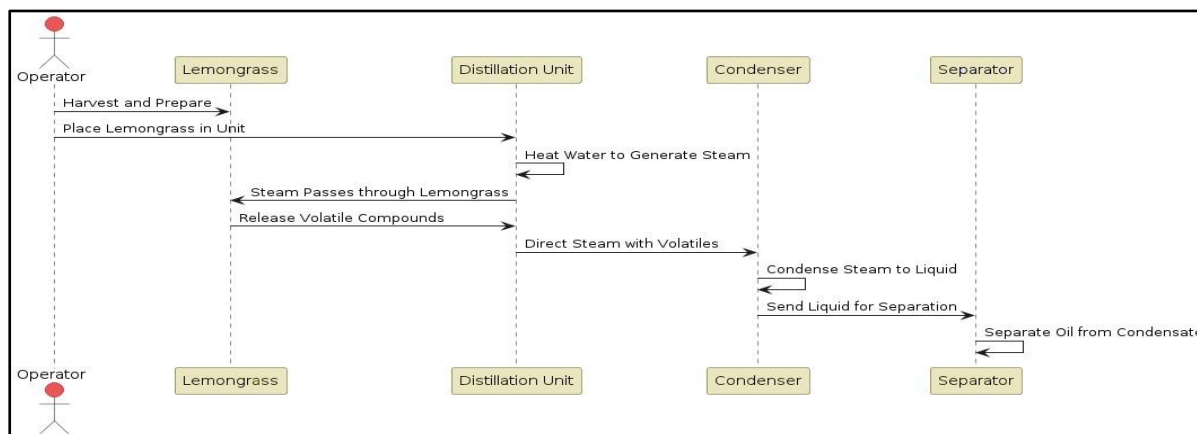 Operator
Lemongrass
Distillation Unit
Condenser
Separator
Harvest and Prepare
Place Lemongrass in Unit
Heat Water to Generate Steam
Steam Passes through Lemongrass
Release Volatile Compounds
Direct Steam with Volatiles
Condense Steam to Liquid
Send Liquid for Separation
Separate Oil from Condensate
Operator
Lemongrass
Distillation Unit
Condenser
Separator